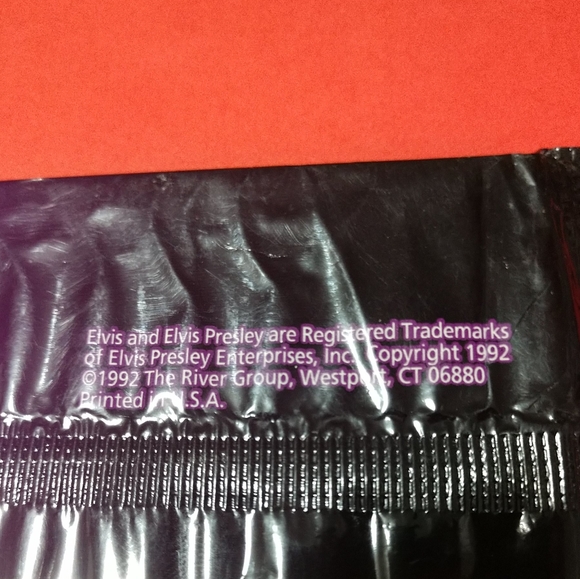 Elvis and Elvis Presley are Registered Trademarks
of Elvis Presley Enterprises, Inc. Copyright 1992
©1992 The River Group, Westport, CT 06880
Printed in U.S.A.